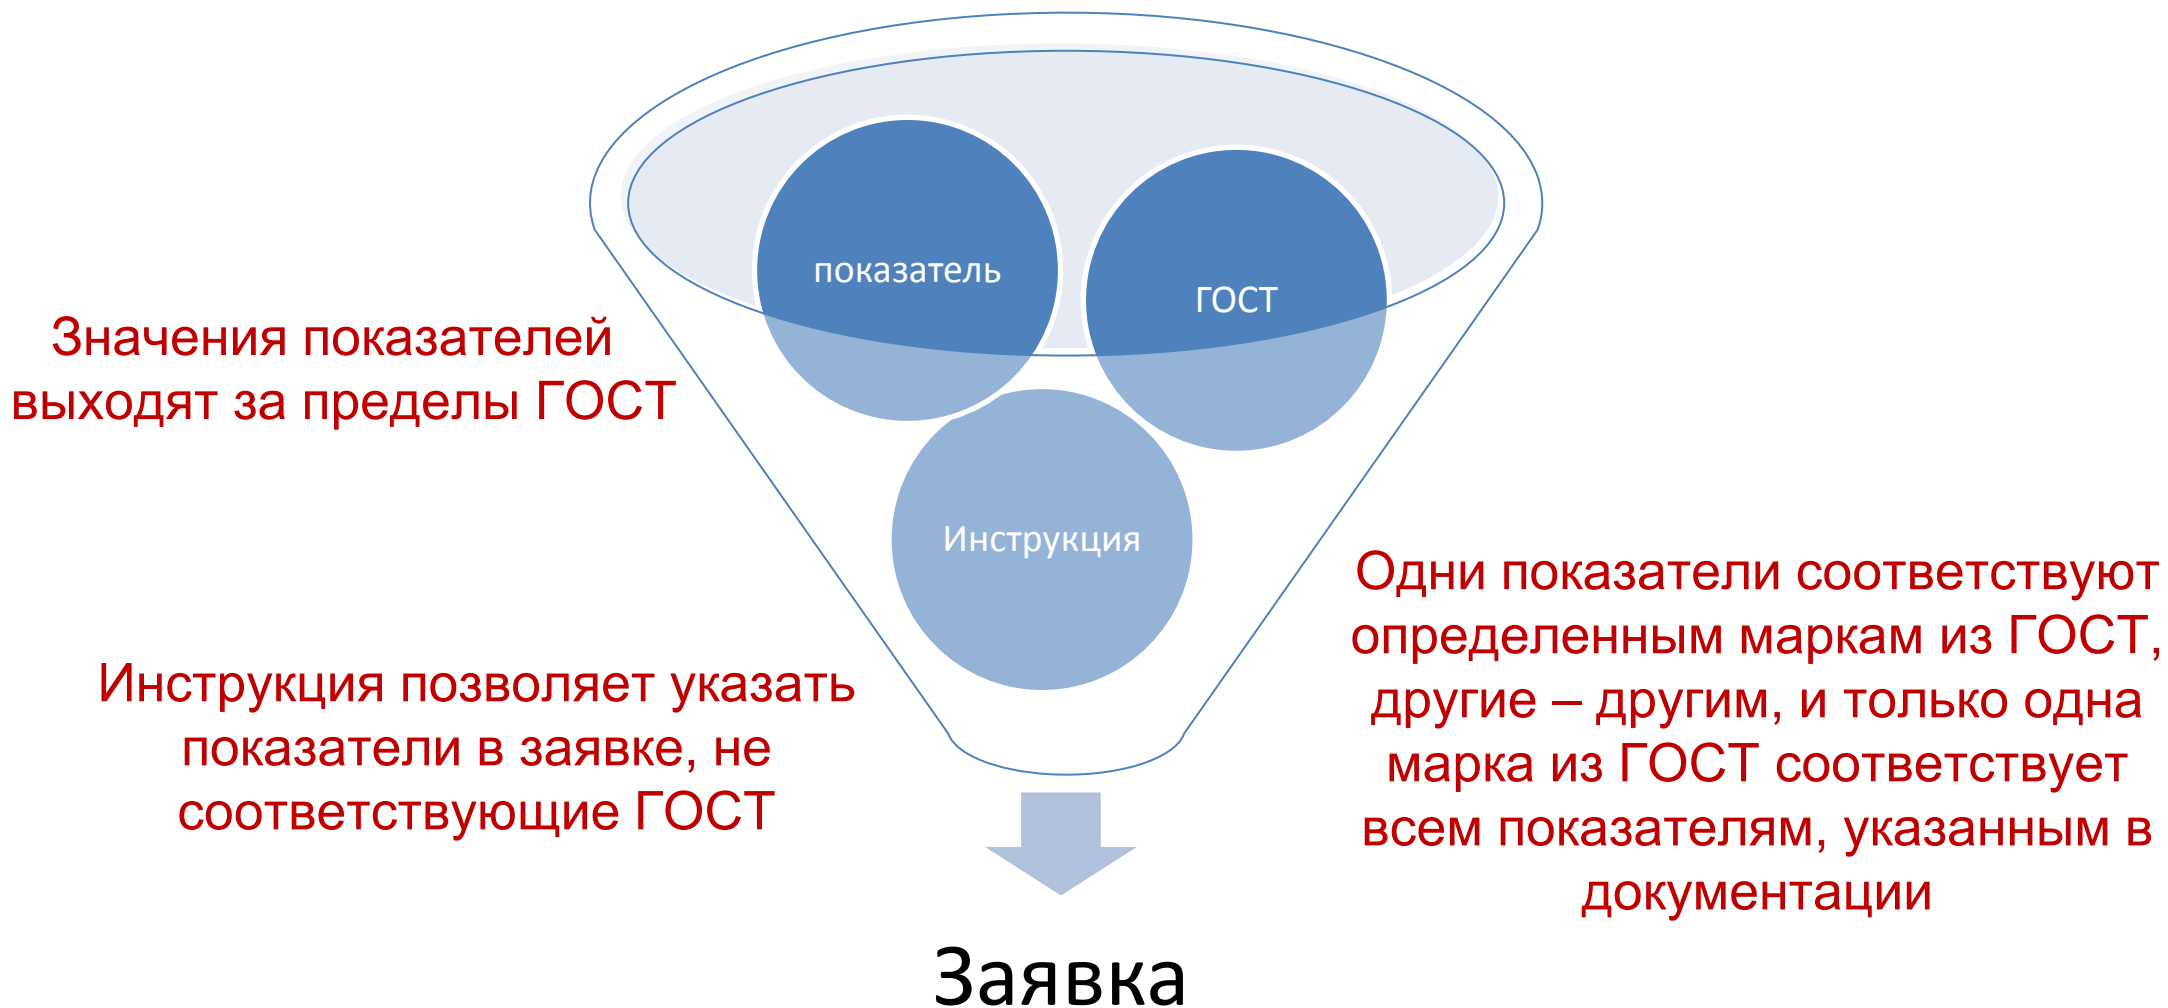 показатель
ГОСТ
Инструкция
Значения показателей
выходят за пределы ГОСТ
Инструкция позволяет указать
показатели в заявке, не
соответствующие ГОСТ
Одни показатели соответствуют
определенным маркам из ГОСТ,
другие – другим, и только одна
марка из ГОСТ соответствует
всем показателям, указанным в
документации
Заявка